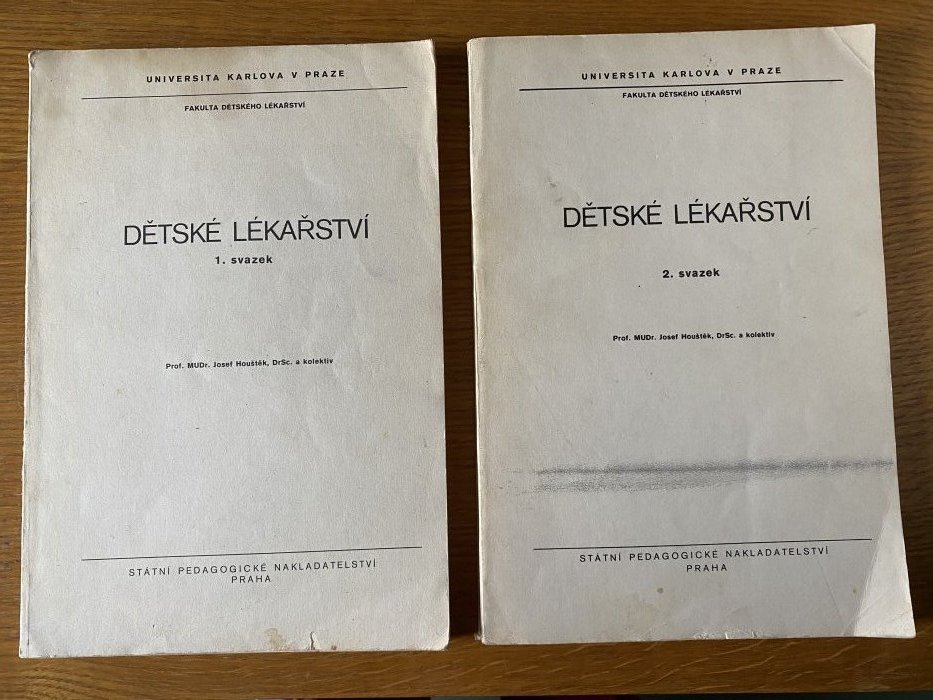 UNIVERSITA KARLOVA V PRAZE
FAKULTA DĚTSKÉHO LÉKAŘSTVÍ
DĚTSKÉ LÉKAŘSTVÍ
1. svazek
Prof. MUDr. Josef Houštěk, DrSc. a kolektiv
STÁTNÍ PEDAGOGICKÉ NAKLADATELSTVÍ
PRAHA
UNIVERSITA KARLOVA V PRAZE
FAKULTA DĚTSKÉHO LÉKAŘSTVÍ
DĚTSKÉ LÉKAŘSTVÍ
2. svazek
Prof. MUDr. Josef Houštěk, DrSc. a kolektiv
STÁTNÍ PEDAGOGICKÉ NAKLADATELSTVÍ
PRAHA